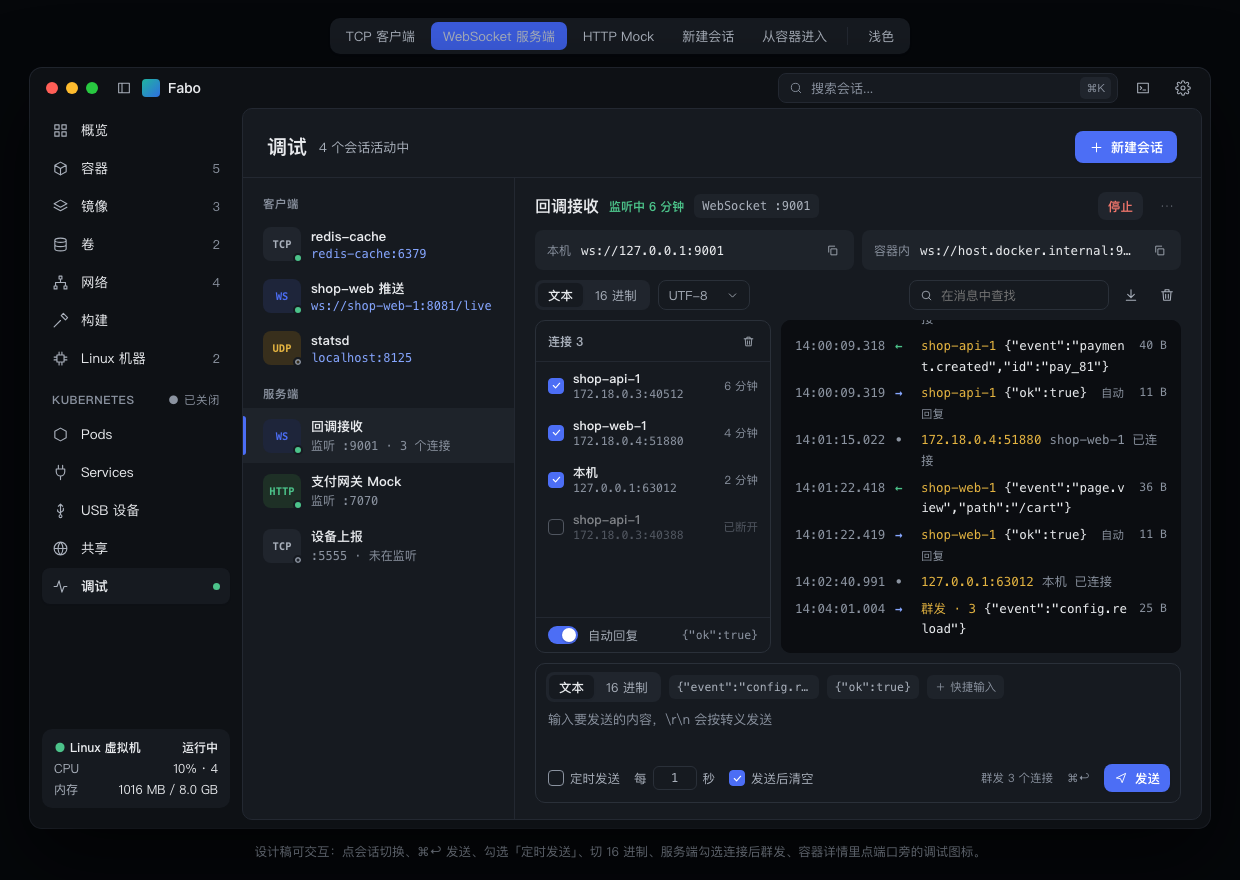 TCP 客户端 WebSocket 服务端 HTTP Mock 新建会话 从容器进入 浅色
Fabo
搜索会话... ⌘K
概览
容器 5
镜像 3
卷 2
网络 4
构建
Linux 机器 2
KUBERNETES 已关闭
Pods
Services
USB 设备
共享
调试
Linux 虚拟机 运行中
CPU 10% · 4
内存 1016 MB / 8.0 GB
调试 4 个会话活动中
+ 新建会话
客户端
TCP redis-cache
redis-cache:6379
WS shop-web 推送
ws://shop-web-1:8081/live
UDP statsd
localhost:8125
服务端
WS 回调接收
监听 :9001 · 3 个连接
HTTP 支付网关 Mock
监听 :7070
TCP 设备上报
:5555 · 未在监听
回调接收 监听中 6 分钟 WebSocket :9001 停止 ···
本机 ws://127.0.0.1:9001
容器内 ws://host.docker.internal:9…
文本 16 进制 UTF-8
在消息中查找
连接 3
shop-api-1 6 分钟
172.18.0.3:40512
shop-web-1 4 分钟
172.18.0.4:51880
本机 2 分钟
127.0.0.1:63012
shop-api-1 已断开
172.18.0.3:40388
自动回复 {"ok":true}
接
14:00:09.318 ← shop-api-1 {"event":"paymen 40 B
t.created","id":"pay_81"}
14:00:09.319 → shop-api-1 {"ok":true} 自动 11 B
回复
14:01:15.022 • 172.18.0.4:51880 shop-web-1 已连
接
14:01:22.418 ← shop-web-1 {"event":"page.v 36 B
iew","path":"/cart"}
14:01:22.419 → shop-web-1 {"ok":true} 自动 11 B
回复
14:02:40.991 • 127.0.0.1:63012 本机 已连接
14:04:01.004 → 群发 · 3 {"event":"config.re 25 B
load"}
文本 16 进制 {"event":"config.r… {"ok":true} + 快捷输入
输入要发送的内容，\r\n 会按转义发送
定时发送 每 1 秒 发送后清空
群发 3 个连接 ⌘↩ 发送
设计稿可交互：点会话切换、⌘↩ 发送、勾选「定时发送」、切 16 进制、服务端勾选连接后群发、容器详情里点端口旁的调试图标。